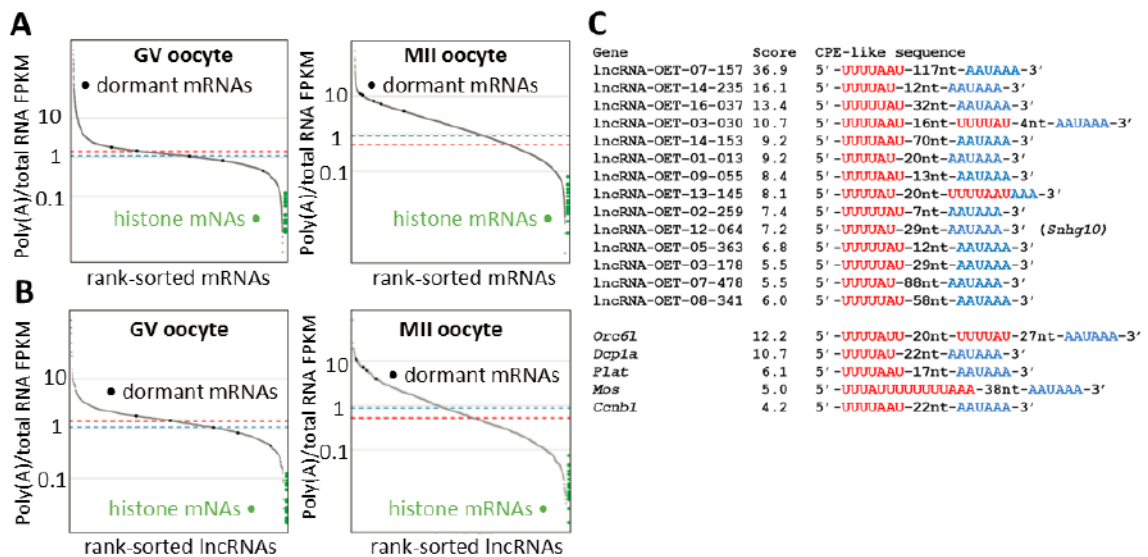 A
GV oocyte
• dormant mRNAs
histone mNAs •
10
1
0.1
Poly(A)/total RNA FPKM
rank-sorted mRNAs
MII oocyte
• dormant mRNAs
histone mRNAs •
10
1
0.1
Poly(A)/total RNA FPKM
rank-sorted mRNAs
B
GV oocyte
• dormant mRNAs
histone mNAs •
10
1
0.1
Poly(A)/total RNA FPKM
rank-sorted lncRNAs
MII oocyte
• dormant mRNAs
histone mRNAs •
10
1
0.1
Poly(A)/total RNA FPKM
rank-sorted lncRNAs
C
Gene Score CPE-like sequence
lncRNA-OET-07-157 36.9 5'-UUUUAAU-117nt-AAUAAA-3'
lncRNA-OET-14-235 16.1 5'-UUUUAU-12nt-AAUAAA-3'
lncRNA-OET-16-037 13.4 5'-UUUUAAU-32nt-AAUAAA-3'
lncRNA-OET-03-030 10.7 5'-UUUUAAU-16nt-UUUUAU-4nt-AAUAAA-3'
lncRNA-OET-14-153 9.2 5'-UUUUAAU-70nt-AAUAAA-3'
lncRNA-OET-01-013 9.2 5'-UUUUAU-20nt-AAUAAA-3'
lncRNA-OET-09-055 8.4 5'-UUUUAAU-13nt-AAUAAA-3'
lncRNA-OET-13-145 8.1 5'-UUUUAU-20nt-UUUUAAUAAA-3'
lncRNA-OET-02-259 7.4 5'-UUUUAAU-7nt-AAUAAA-3'
lncRNA-OET-12-064 7.2 5'-UUUUAU-29nt-AAUAAA-3' (Snhg10)
lncRNA-OET-05-363 6.8 5'-UUUUAAU-12nt-AAUAAA-3'
lncRNA-OET-03-178 5.5 5'-UUUUAAU-29nt-AAUAAA-3'
lncRNA-OET-07-478 5.5 5'-UUUUAAU-88nt-AAUAAA-3'
lncRNA-OET-08-341 6.0 5'-UUUUUAU-58nt-AAUAAA-3'
Orc6l 12.2 5'-UUUUAUU-20nt-UUUUAU-27nt-AAUAAA-3'
Dcp1a 10.7 5'-UUUUAU-22nt-AAUAAA-3'
Plat 6.1 5'-UUUUAAU-17nt-AAUAAA-3'
Mos 5.0 5'-UUUAUUUUUUUUAAA-38nt-AAUAAA-3'
Ccnb1 4.2 5'-UUUUAAU-22nt-AAUAAA-3'